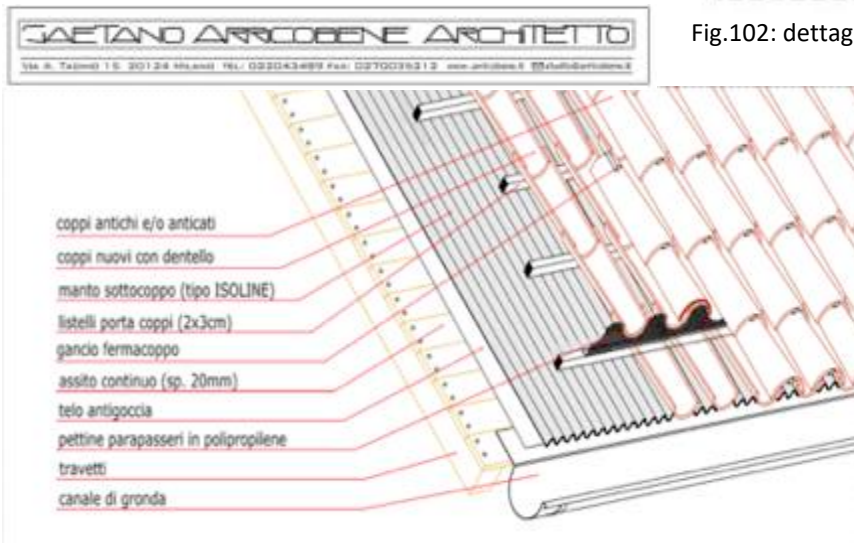 GAETANO ARRICOBENE ARCHITETTO
Fig.102: dettag
coppi antichi e/o anticati
coppi nuovi con dentello
manto sottocoppo (tipo ISOLINE)
listelli porta coppi (2x3cm)
gancio fermacoppo
assito continuo (sp. 20mm)
telo antigoccia
pettine parapasseri in polipropilene
travetti
canale di gronda